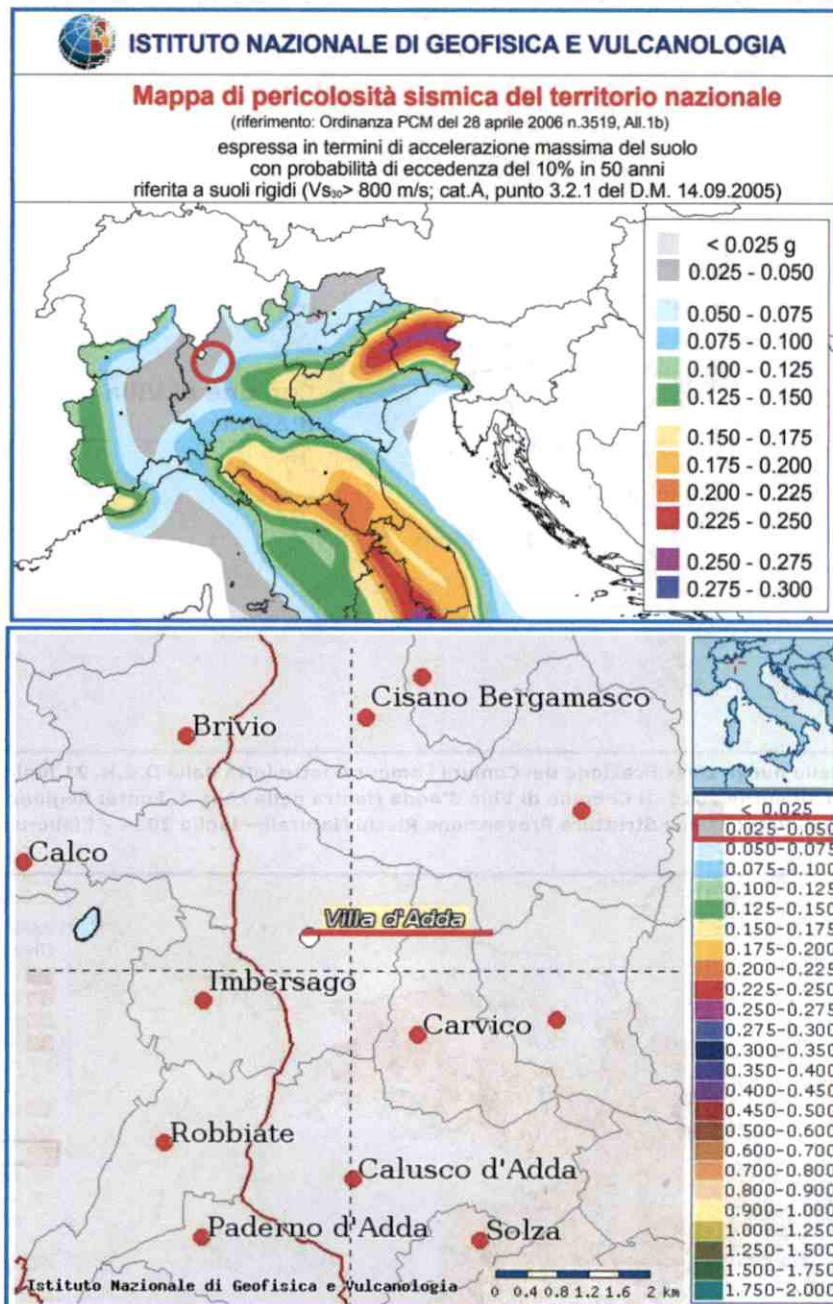 ISTITUTO NAZIONALE DI GEOFISICA E VULCANOLOGIA
Mappa di pericolosità sismica del territorio nazionale
(riferimento: Ordinanza PCM del 28 aprile 2006 n.3519, All.1b)
espressa in termini di accelerazione massima del suolo
con probabilità di eccedenza del 10% in 50 anni
riferita a suoli rigidi (Vs₃₀> 800 m/s; cat.A, punto 3.2.1 del D.M. 14.09.2005)
< 0.025 g
0.025 - 0.050
0.050 - 0.075
0.075 - 0.100
0.100 - 0.125
0.125 - 0.150
0.150 - 0.175
0.175 - 0.200
0.200 - 0.225
0.225 - 0.250
0.250 - 0.275
0.275 - 0.300
Cisano Bergamasco
Brivio
Calco
Villa d'Adda
Imbersago
Carvico
Robbiate
Calusco d'Adda
Paderno d'Adda
Solza
Istituto Nazionale di Geofisica e Vulcanologia
0 0.4 0.8 1.2 1.6 2 km
< 0.025
0.025-0.050
0.050-0.075
0.075-0.100
0.100-0.125
0.125-0.150
0.150-0.175
0.175-0.200
0.200-0.225
0.225-0.250
0.250-0.275
0.275-0.300
0.300-0.350
0.350-0.400
0.400-0.450
0.450-0.500
0.500-0.600
0.600-0.700
0.700-0.800
0.800-0.900
0.900-1.000
1.000-1.250
1.250-1.500
1.500-1.750
1.750-2.000